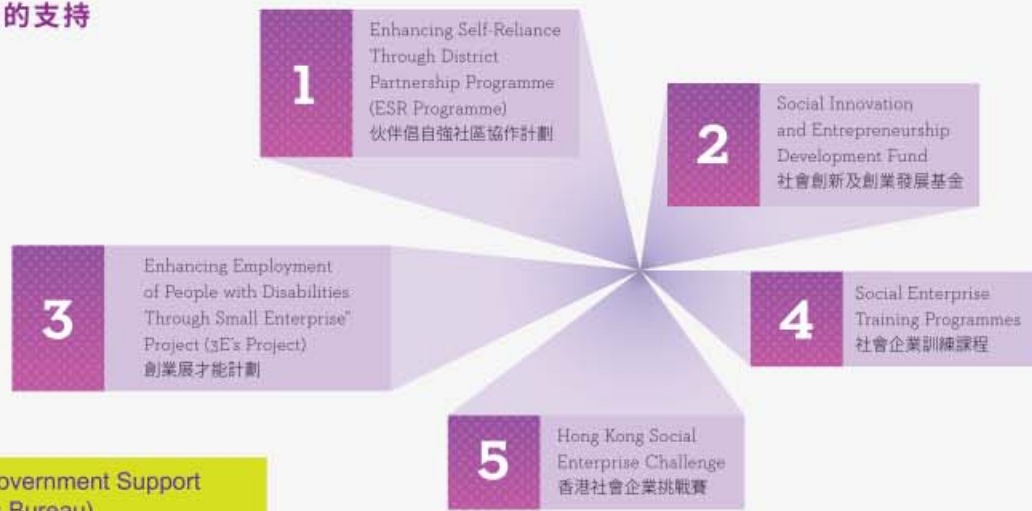 的支持
1
Enhancing Self-Reliance
Through District
Partnership Programme
(ESR Programme)
伙伴倡自強社區協作計劃
2
Social Innovation
and Entrepreneurship
Development Fund
社會創新及創業發展基金
3
Enhancing Employment
of People with Disabilities
Through Small Enterprise"
Project (3E's Project)
創業展才能計劃
4
Social Enterprise
Training Programmes
社會企業訓練課程
5
Hong Kong Social
Enterprise Challenge
香港社會企業挑戰賽
Government Support
Bureau)